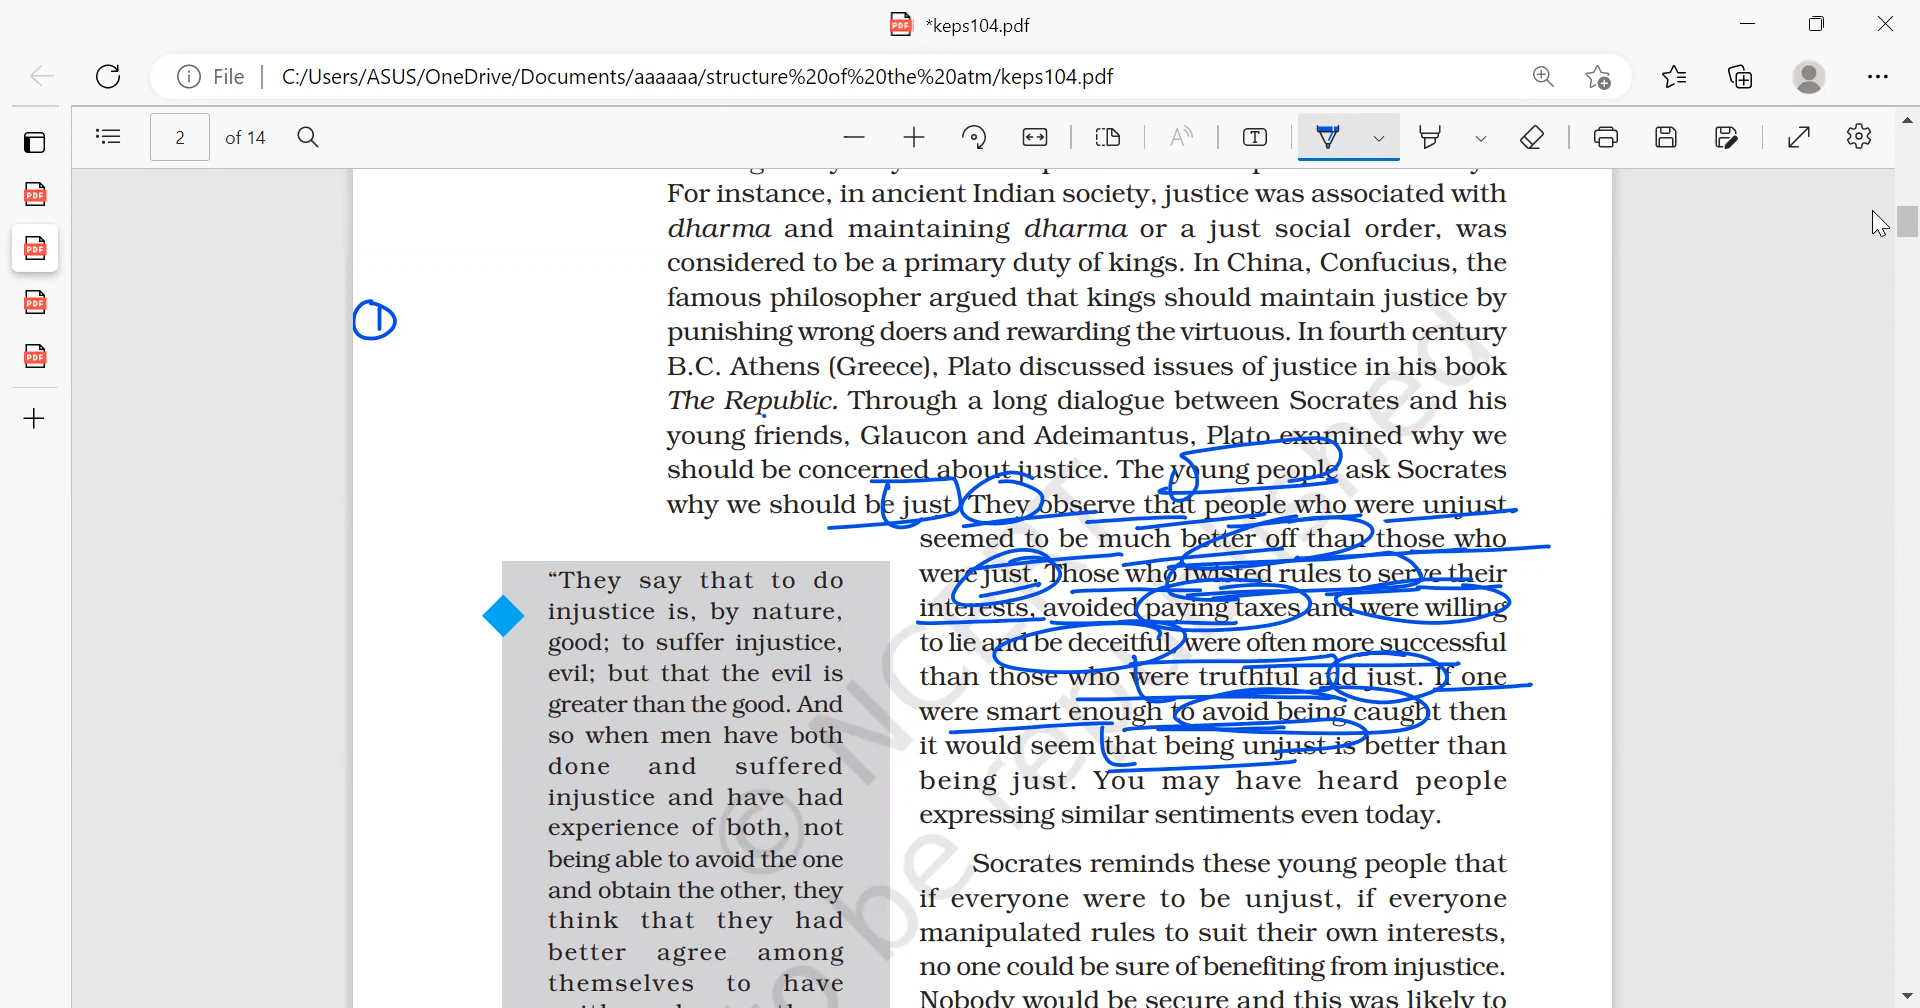 *keps104.pdf
File
C:/Users/ASUS/OneDrive/Documents/aaaaaa/structure%20of%20the%20atm/keps104.pdf
2 of 14
For instance, in ancient Indian society, justice was associated with
dharma and maintaining dharma or a just social order, was
considered to be a primary duty of kings. In China, Confucius, the
famous philosopher argued that kings should maintain justice by
1
punishing wrong doers and rewarding the virtuous. In fourth century
B.C. Athens (Greece), Plato discussed issues of justice in his book
The Republic. Through a long dialogue between Socrates and his
young friends, Glaucon and Adeimantus, Plato examined why we
should be concerned about justice. The young people ask Socrates
why we should be just. They observe that people who were unjust
seemed to be much better off than those who
were just. Those who twisted rules to serve their
interests, avoided paying taxes and were willing
to lie and be deceitful, were often more successful
than those who were truthful and just. If one
were smart enough to avoid being caught then
it would seem that being unjust is better than
being just. You may have heard people
expressing similar sentiments even today.
Socrates reminds these young people that
if everyone were to be unjust, if everyone
manipulated rules to suit their own interests,
no one could be sure of benefiting from injustice.
Nobody would be secure and this was likely to
“They say that to do
injustice is, by nature,
good; to suffer injustice,
evil; but that the evil is
greater than the good. And
so when men have both
done and suffered
injustice and have had
experience of both, not
being able to avoid the one
and obtain the other, they
think that they had
better agree among
themselves to have
© NCERT
be republished